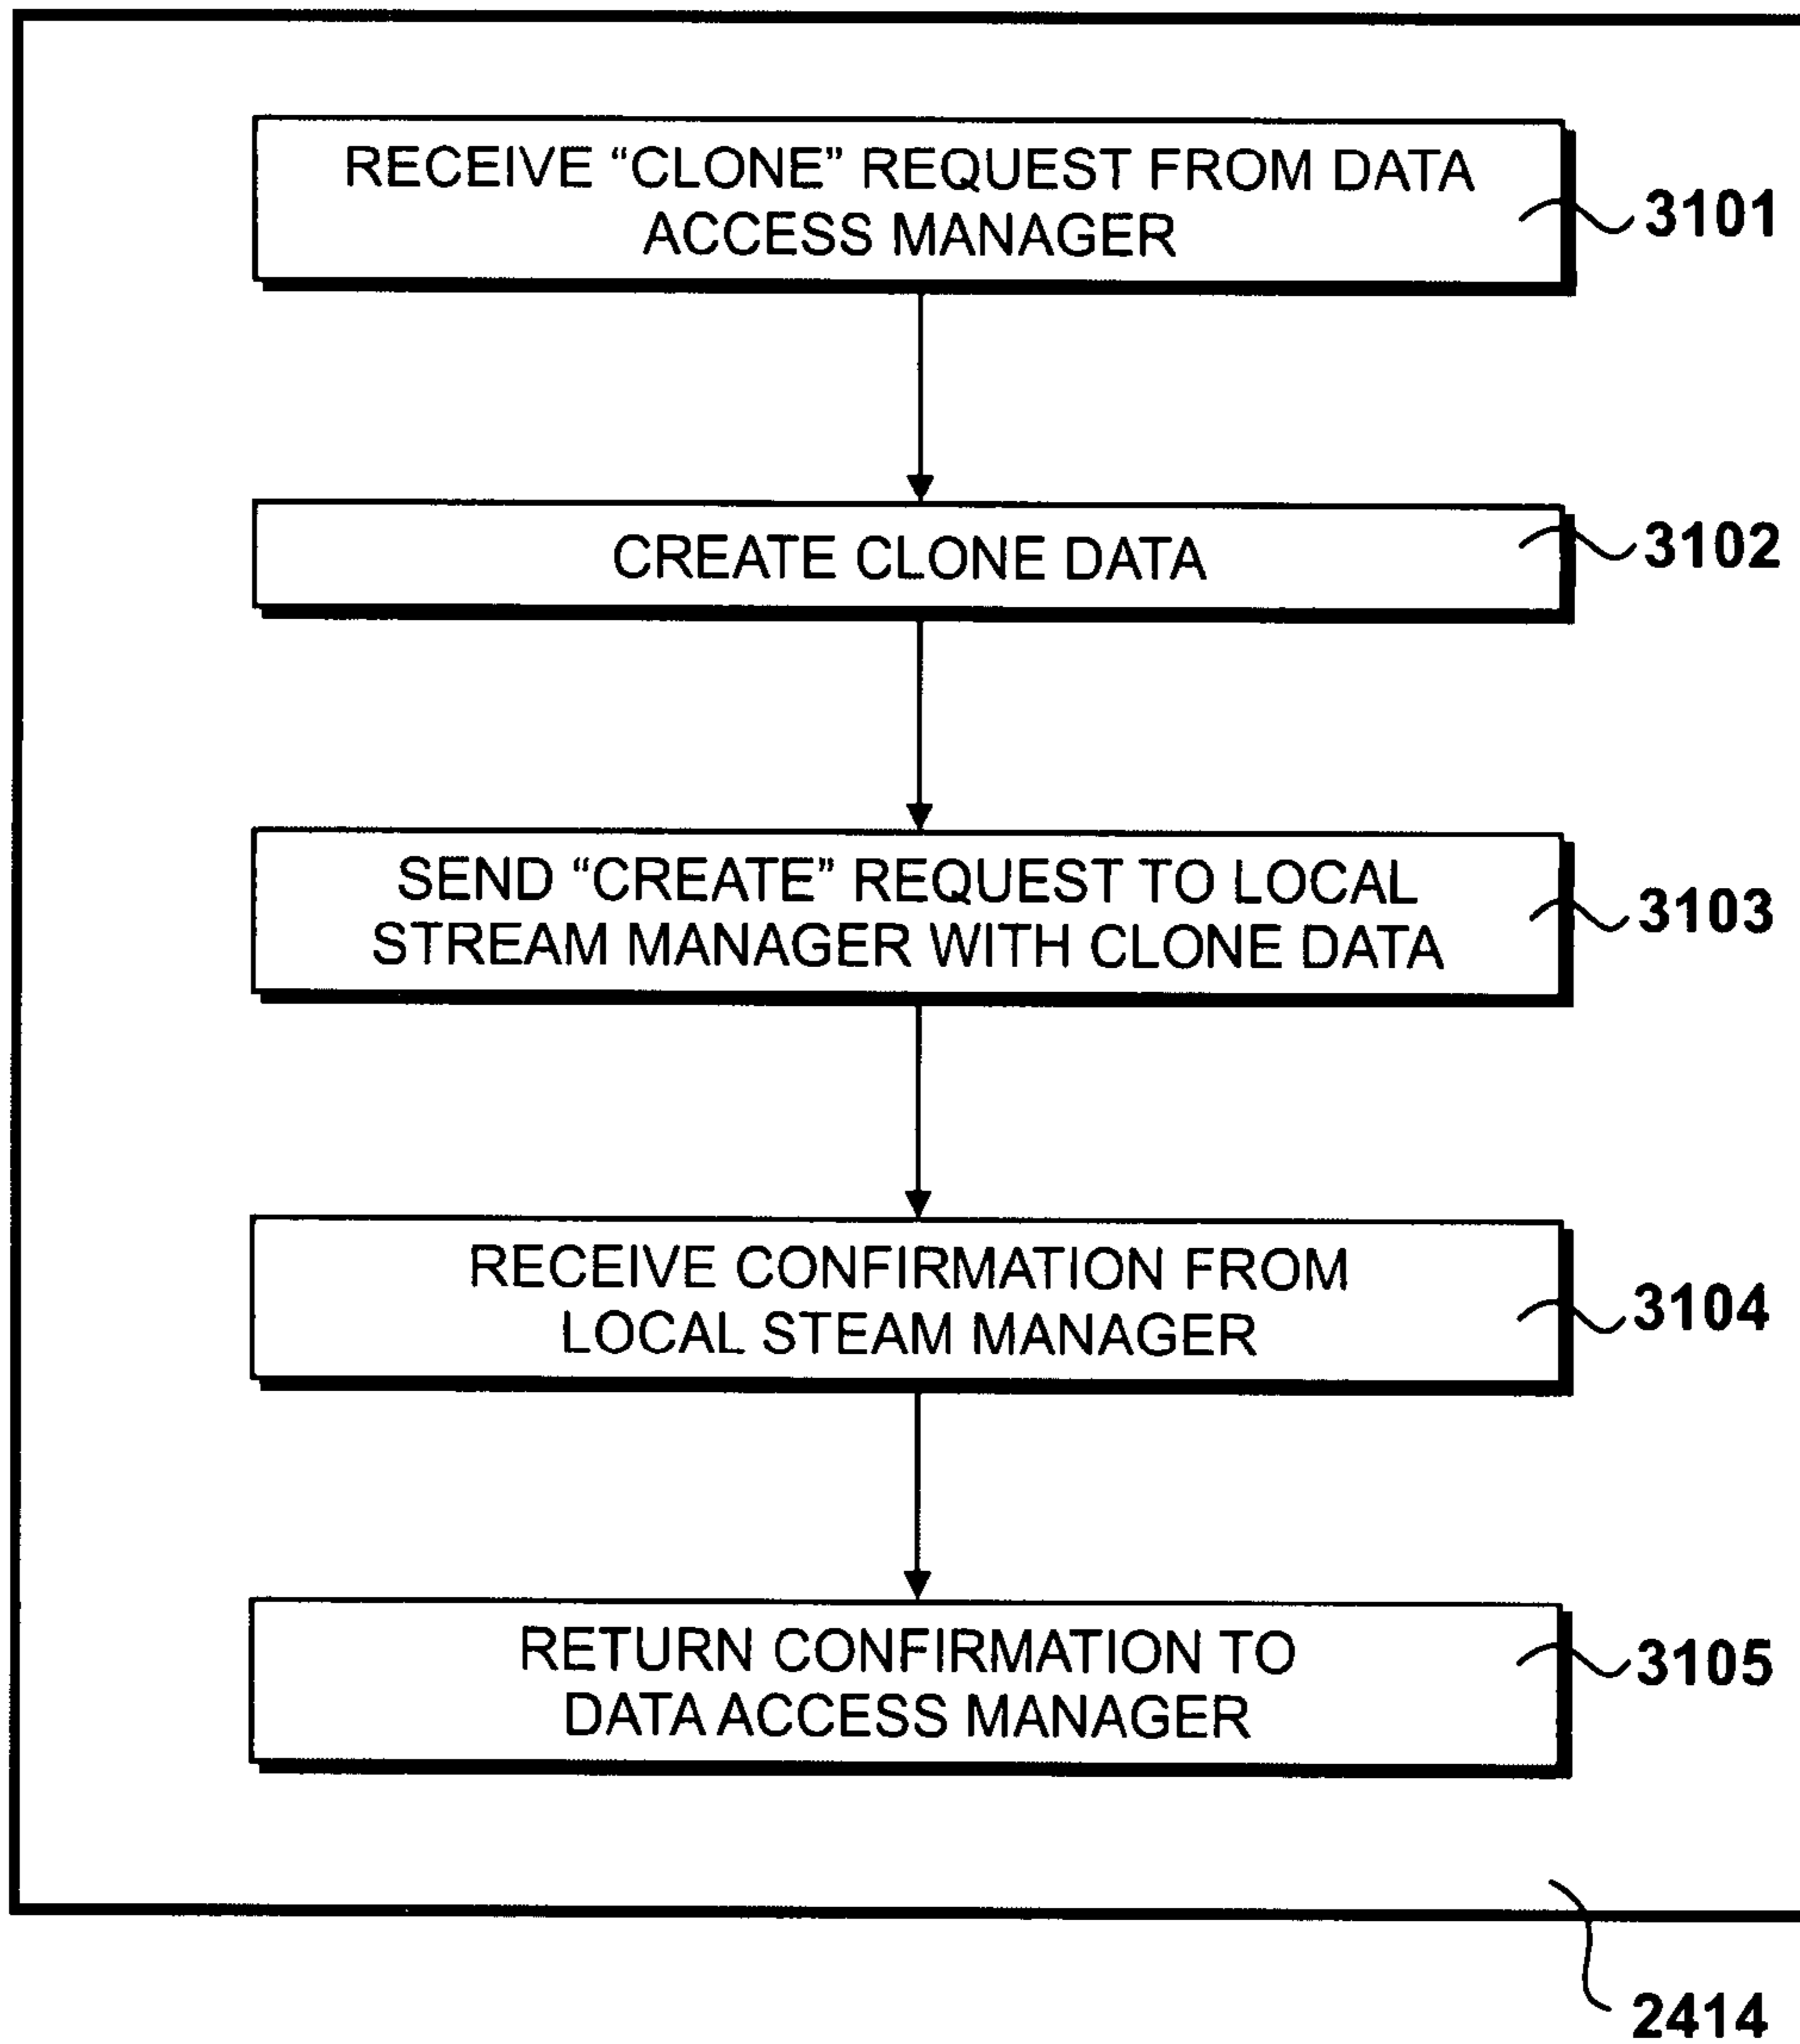 RECEIVE “CLONE” REQUEST FROM DATA
ACCESS MANAGER
3101
CREATE CLONE DATA
3102
SEND “CREATE” REQUEST TO LOCAL
STREAM MANAGER WITH CLONE DATA
3103
RECEIVE CONFIRMATION FROM
LOCAL STEAM MANAGER
3104
RETURN CONFIRMATION TO
DATA ACCESS MANAGER
3105
2414